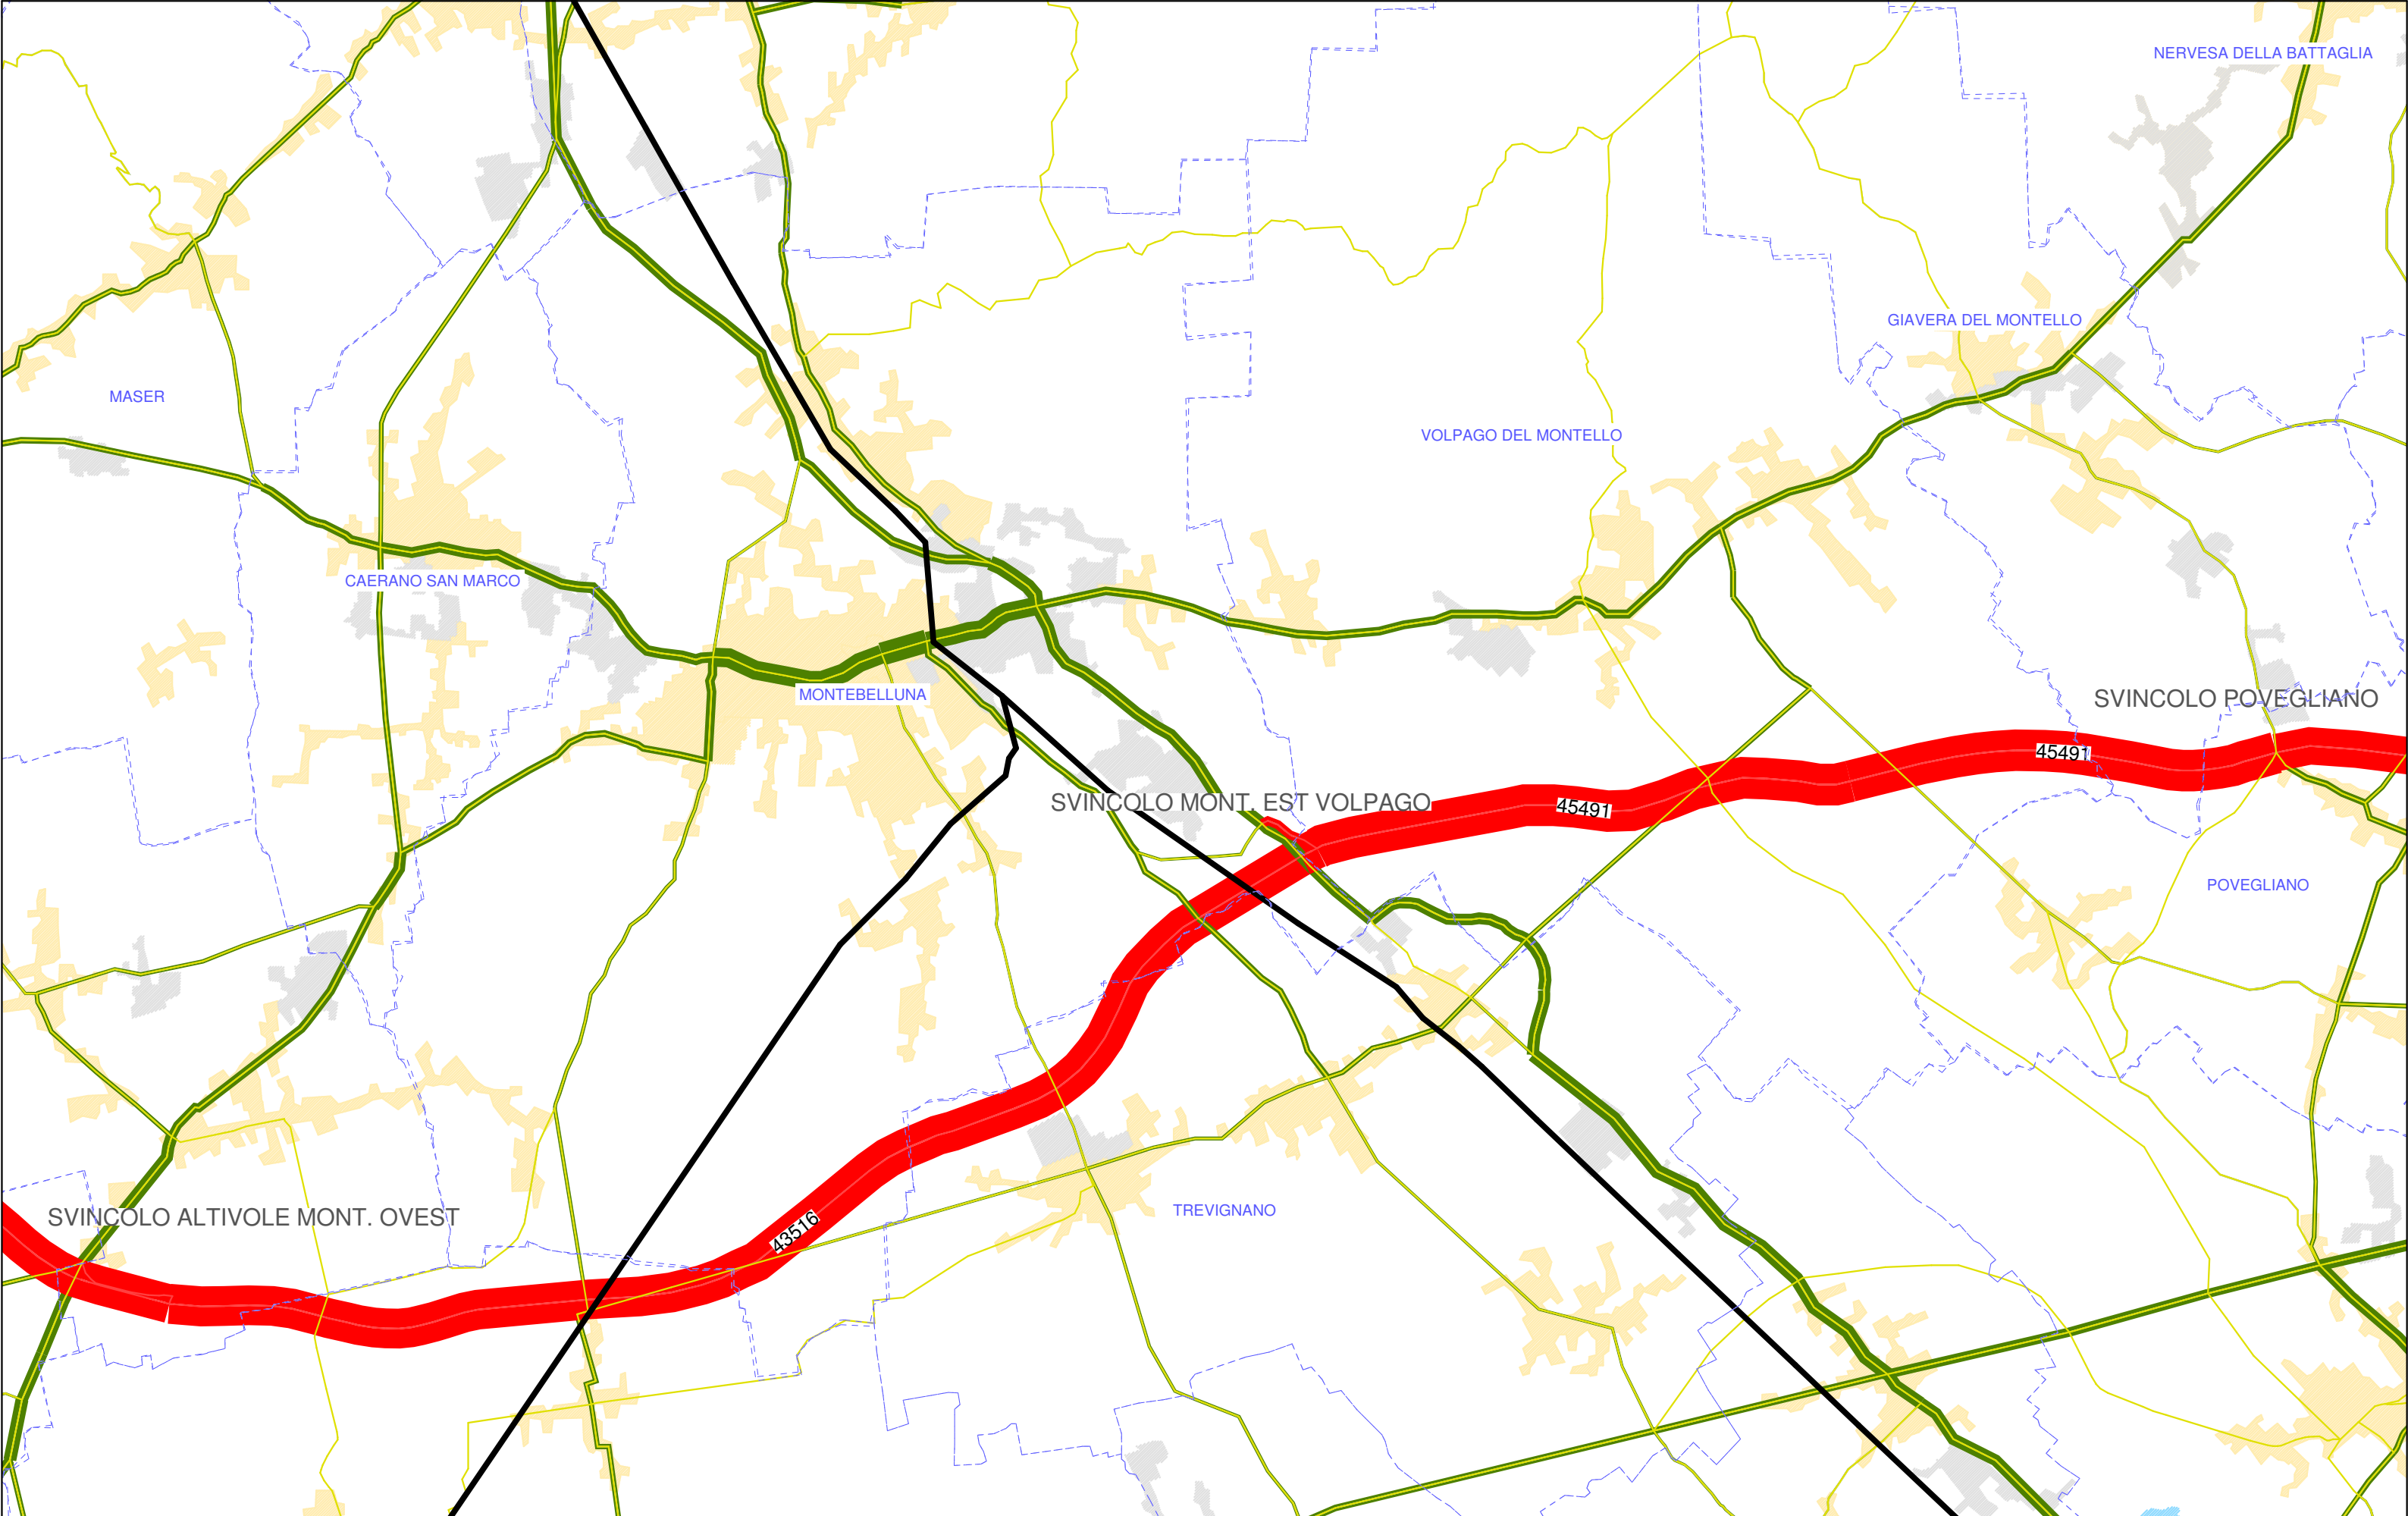 NERVESA DELLA BATTAGLIA
GIAVERA DEL MONTELLO
MASER
VOLPAGO DEL MONTELLO
CAERANO SAN MARCO
MONTEBELLUNA
SVINCOLO POVEGLIANO
45491
SVINCOLO MONT. EST VOLPAGO
45491
POVEGLIANO
TREVIGNANO
SVINCOLO ALTIVOLE MONT. OVEST
43516